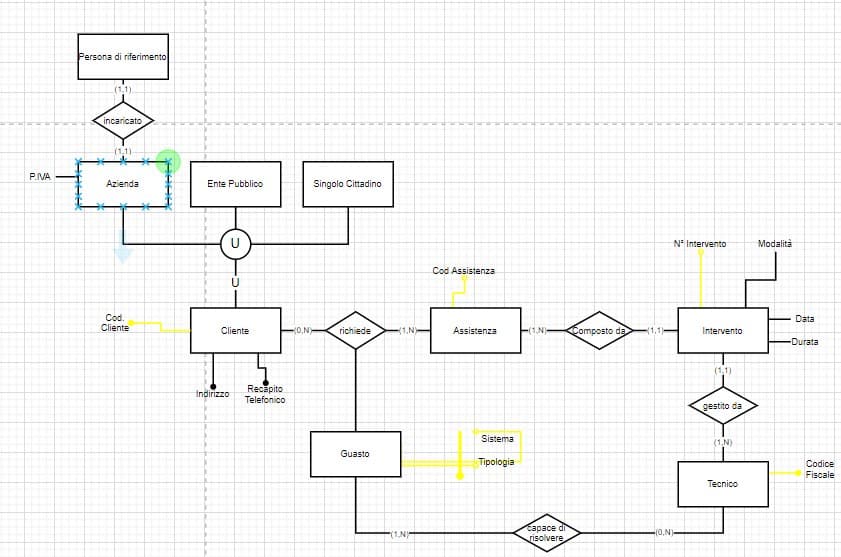 Persona di riferimento
(1.1)
incaricato
(1.1)
P.IVA
Azienda
Ente Pubblico
Singolo Cittadino
U
U
N° Intervento
Modalità
Cod Assistenza
Cod.
Cliente
Cliente
(0,N)
richiede
(1,N)
Assistenza
(1,N)
Composto da
(1,1)
Intervento
Data
Durata
Indirizzo
Recapito
Telefonico
(1.1)
gestito da
(1,N)
Guasto
Sistema
Tipologia
Tecnico
Codice
Fiscale
(1,N)
capace di
risolvere
(0,N)